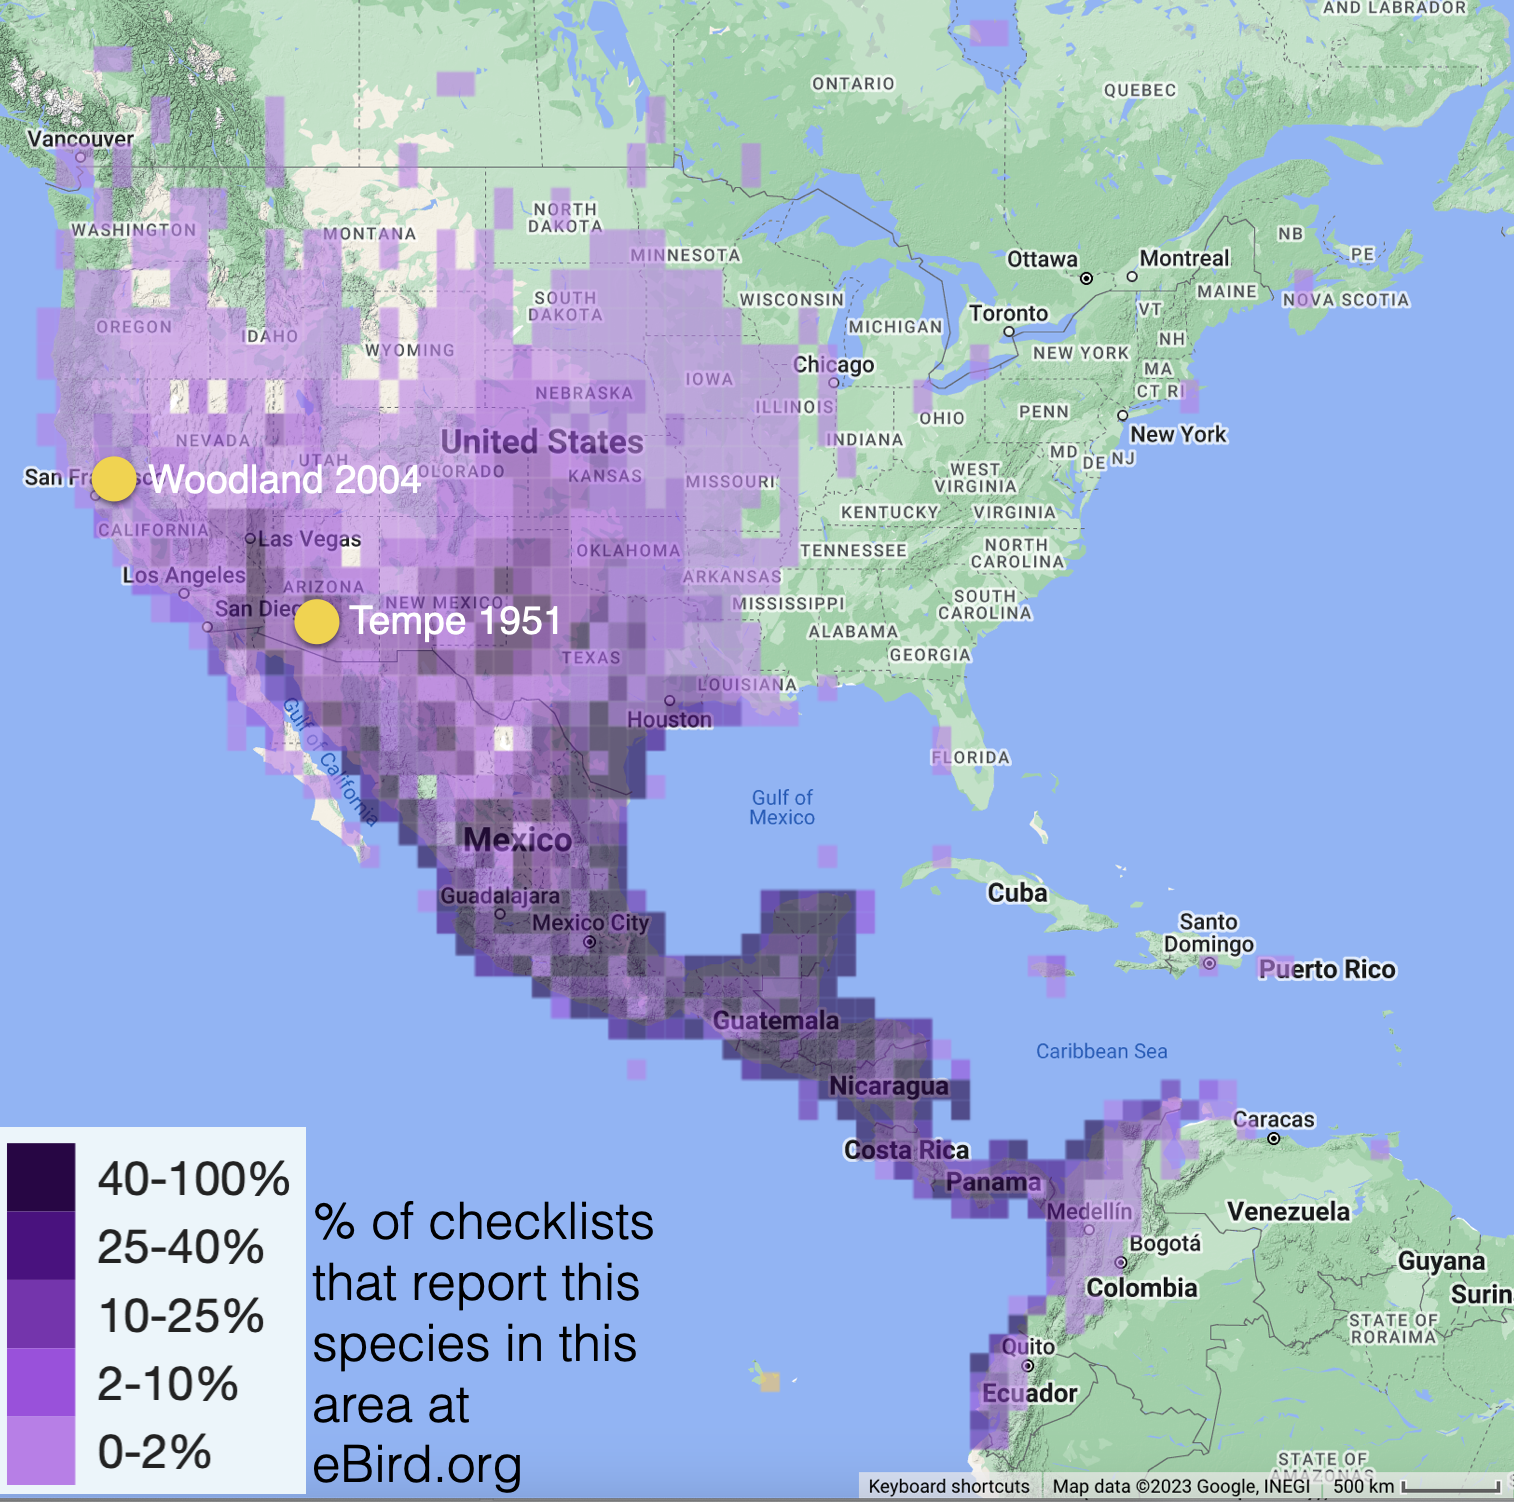 AND LABRADOR
ONTARIO
QUEBEC
Vancouver
NORTH
DAKOTA
WASHINGTON
MONTANA
MINNESOTA
Ottawa
Montreal
NB
PE
MAINE
NOVA SCOTIA
SOUTH
DAKOTA
WISCONSIN
VT
Toronto
OREGON
IDAHO
MICHIGAN
NH
WYOMING
NEW YORK
Chicago
MA
IOWA
NEBRASKA
CT RI
ILLINOIS
OHIO
PENN
New York
NEVADA
United States
INDIANA
MD
DE
NJ
UTAH
COLORADO
KANSAS
WEST
VIRGINIA
San Fr
sc
Woodland 2004
MISSOURI
KENTUCKY
VIRGINIA
CALIFORNIA
Las Vegas
OKLAHOMA
TENNESSEE
NORTH
CAROLINA
Los Angeles
ARIZONA
ARKANSAS
NEW MEXICO
MISSISSIPPI
SOUTH
CAROLINA
San Dieg
Tempe 1951
ALABAMA
TEXAS
GEORGIA
LOUISIANA
Houston
Gulf of California
FLORIDA
Gulf of
Mexico
Mexico
Guadalajara
Cuba
Mexico City
Santo
Domingo
Puerto Rico
Guatemala
Caribbean Sea
Nicaragua
Caracas
Costa Rica
Panama
Medellín
Venezuela
Bogotá
Guyana
Colombia
Surin
STATE OF
RORAIMA
Quito
Ecuador
STATE OF
AMAZONAS
40-100%
25-40%
10-25%
2-10%
0-2%
% of checklists
that report this
species in this
area at
eBird.org
Keyboard shortcuts
Map data ©2023 Google, INEGI
500 km